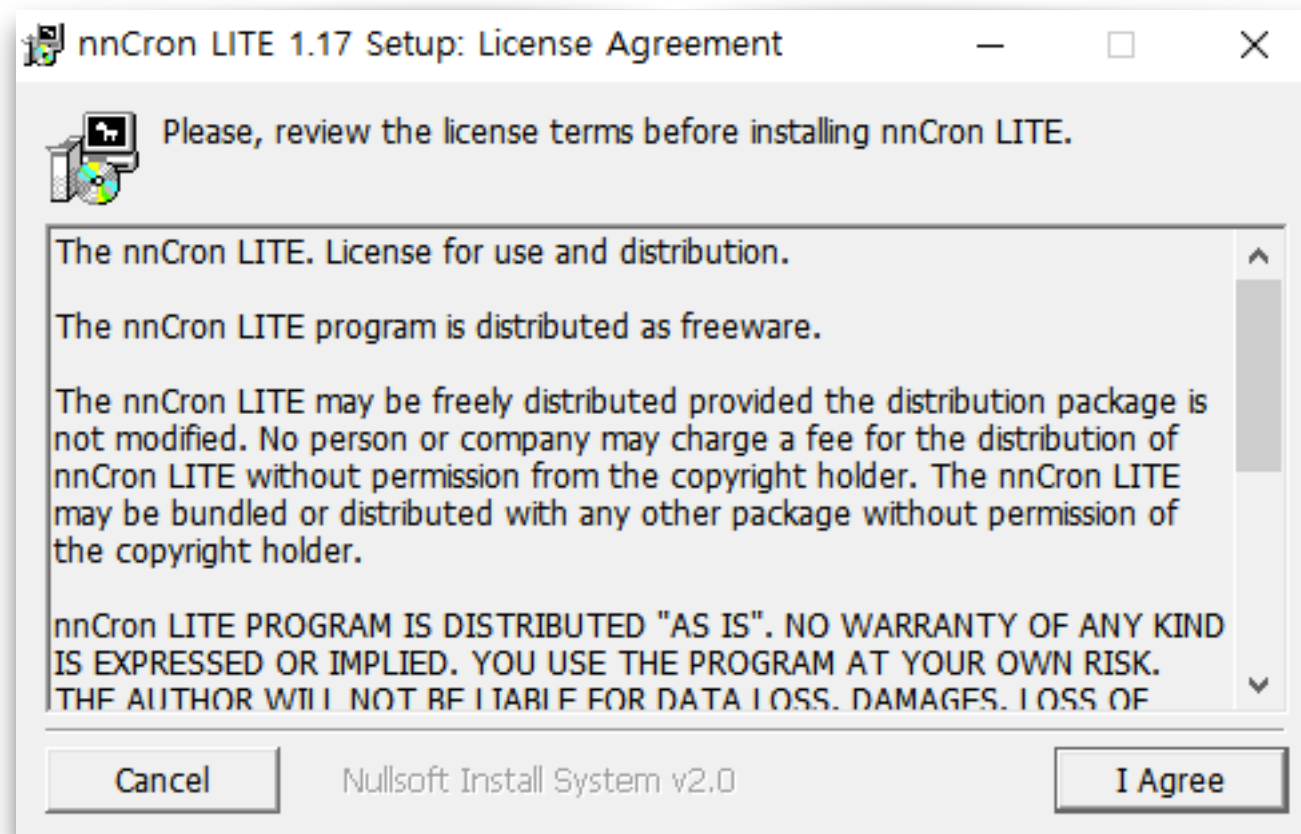 nnCron LITE 1.17 Setup: License Agreement
Please, review the license terms before installing nnCron LITE.
The nnCron LITE. License for use and distribution.
The nnCron LITE program is distributed as freeware.
The nnCron LITE may be freely distributed provided the distribution package is
not modified. No person or company may charge a fee for the distribution of
nnCron LITE without permission from the copyright holder. The nnCron LITE
may be bundled or distributed with any other package without permission of
the copyright holder.
nnCron LITE PROGRAM IS DISTRIBUTED "AS IS". NO WARRANTY OF ANY KIND
IS EXPRESSED OR IMPLIED. YOU USE THE PROGRAM AT YOUR OWN RISK.
THE AUTHOR WILL NOT BE LIABLE FOR DATA LOSS, DAMAGES, LOSS OF
Cancel
Nullsoft Install System v2.0
I Agree